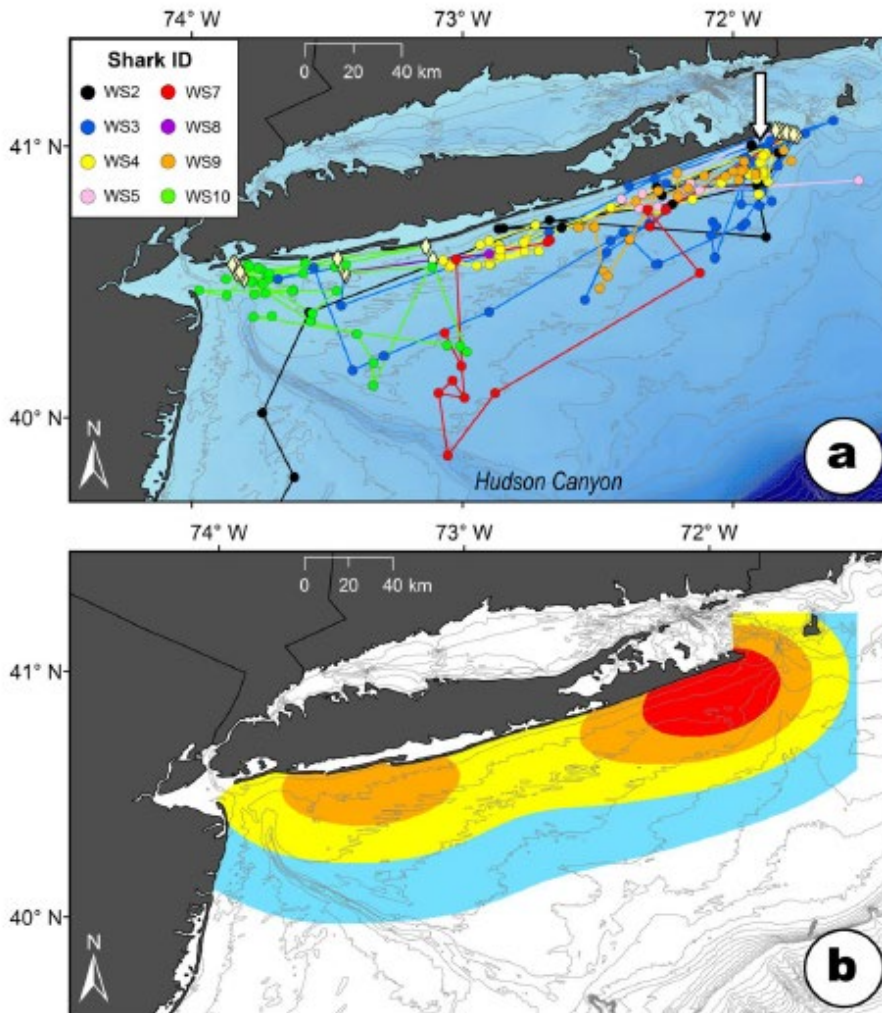 74° W 73° W 72° W
Shark ID
WS2 WS7
WS3 WS8
WS4 WS9
WS5 WS10
0 20 40 km
41° N
40° N
N
Hudson Canyon
a
74° W 73° W 72° W
0 20 40 km
41° N
40° N
N
b